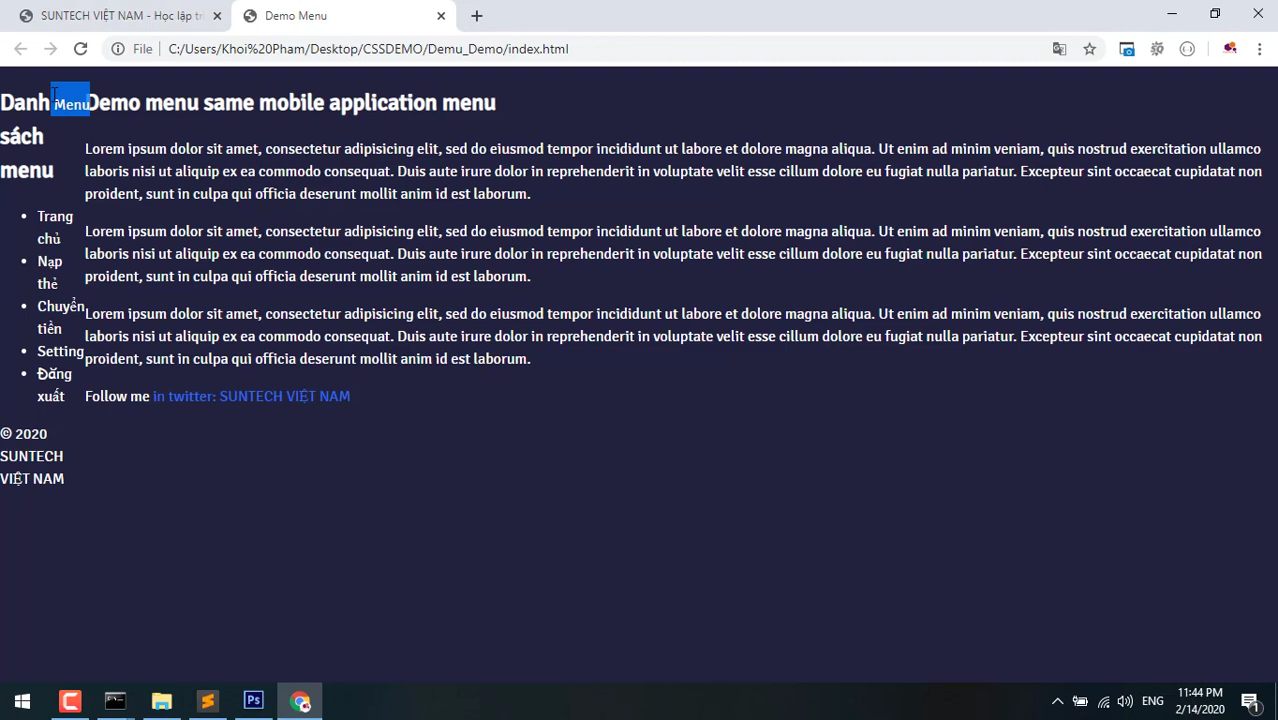 SUNTECH VIỆT NAM - Học lập trì
Demo Menu
File
C:/Users/Khoi%20Pham/Desktop/CSSDEMO/Demu_Demo/index.html
Danh
sách
menu
Menu
Trang
chủ
Nạp
thẻ
Chuyển
tiền
Setting
Đăng
xuất
© 2020
SUNTECH
VIỆT NAM
Demo menu same mobile application menu
Lorem ipsum dolor sit amet, consectetur adipisicing elit, sed do eiusmod tempor incididunt ut labore et dolore magna aliqua. Ut enim ad minim veniam, quis nostrud exercitation ullamco
laboris nisi ut aliquip ex ea commodo consequat. Duis aute irure dolor in reprehenderit in voluptate velit esse cillum dolore eu fugiat nulla pariatur. Excepteur sint occaecat cupidatat non
proident, sunt in culpa qui officia deserunt mollit anim id est laborum.
Lorem ipsum dolor sit amet, consectetur adipisicing elit, sed do eiusmod tempor incididunt ut labore et dolore magna aliqua. Ut enim ad minim veniam, quis nostrud exercitation ullamco
laboris nisi ut aliquip ex ea commodo consequat. Duis aute irure dolor in reprehenderit in voluptate velit esse cillum dolore eu fugiat nulla pariatur. Excepteur sint occaecat cupidatat non
proident, sunt in culpa qui officia deserunt mollit anim id est laborum.
Lorem ipsum dolor sit amet, consectetur adipisicing elit, sed do eiusmod tempor incididunt ut labore et dolore magna aliqua. Ut enim ad minim veniam, quis nostrud exercitation ullamco
laboris nisi ut aliquip ex ea commodo consequat. Duis aute irure dolor in reprehenderit in voluptate velit esse cillum dolore eu fugiat nulla pariatur. Excepteur sint occaecat cupidatat non
proident, sunt in culpa qui officia deserunt mollit anim id est laborum.
Follow me in twitter: SUNTECH VIỆT NAM
Ps
ENG
11:44 PM
2/14/2020
1